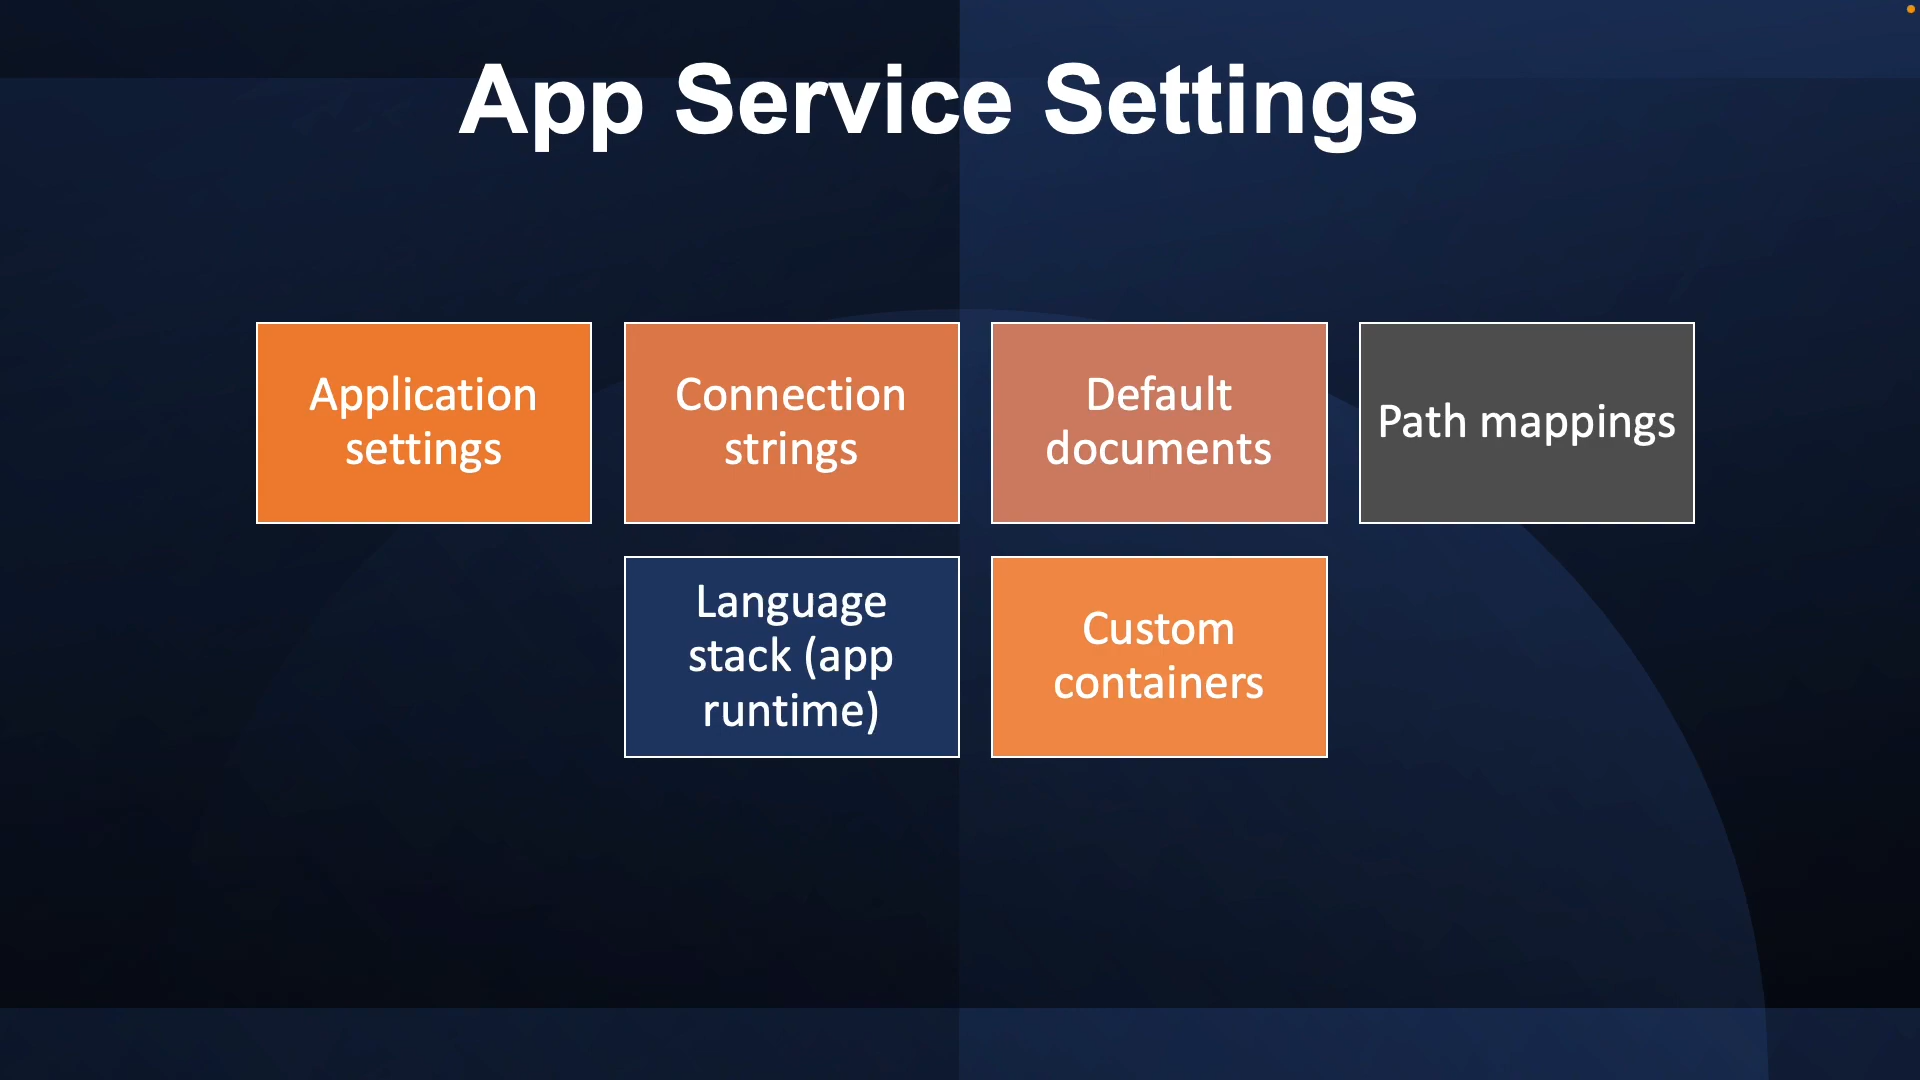 App Service Settings
Application
settings
Connection
strings
Default
documents
Path mappings
Language
stack (app
runtime)
Custom
containers